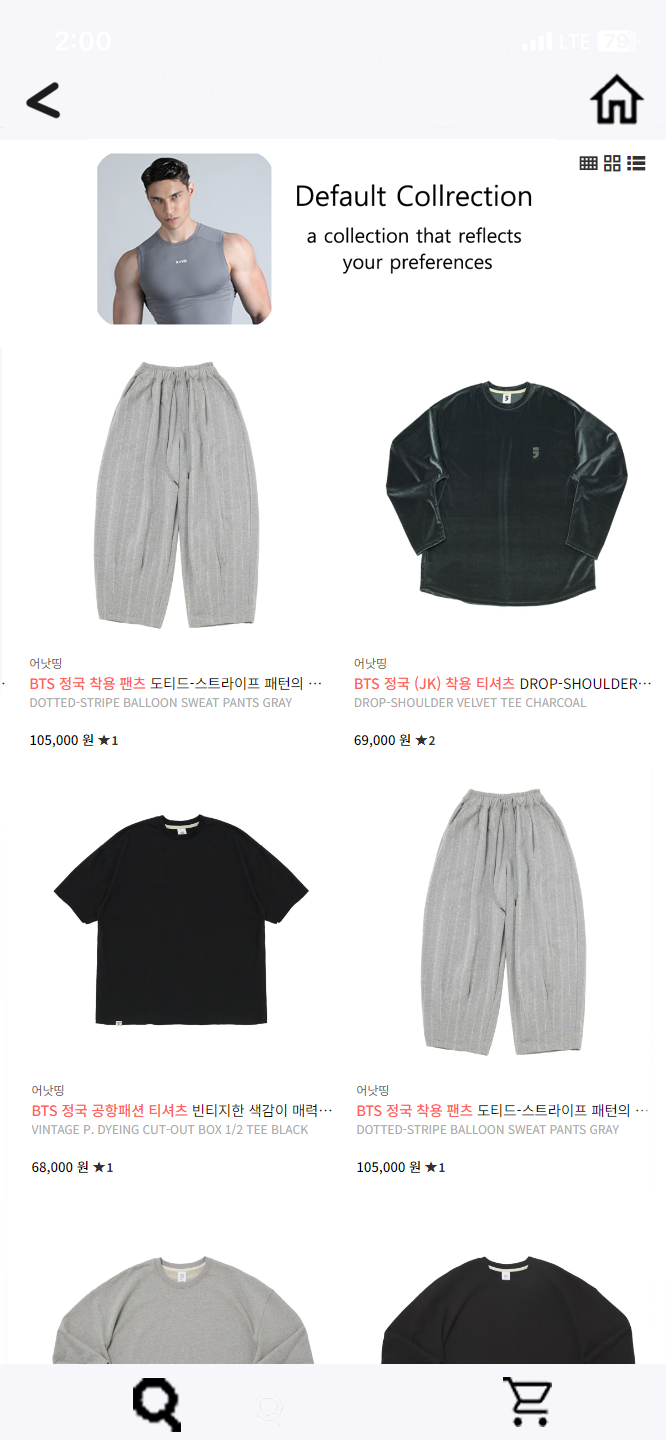 2:00 LTE 79
Default Collrection
a collection that reflects
your preferences
어낫띵
BTS 정국 착용 팬츠 도티드-스트라이프 패턴의 ···
DOTTED-STRIPE BALLOON SWEAT PANTS GRAY
105,000 원 ★1
어낫띵
BTS 정국 (JK) 착용 티셔츠 DROP-SHOULDER···
DROP-SHOULDER VELVET TEE CHARCOAL
69,000 원 ★2
어낫띵
BTS 정국 공항패션 티셔츠 빈티지한 색감이 매력···
VINTAGE P. DYEING CUT-OUT BOX 1/2 TEE BLACK
68,000 원 ★1
어낫띵
BTS 정국 착용 팬츠 도티드-스트라이프 패턴의 ···
DOTTED-STRIPE BALLOON SWEAT PANTS GRAY
105,000 원 ★1